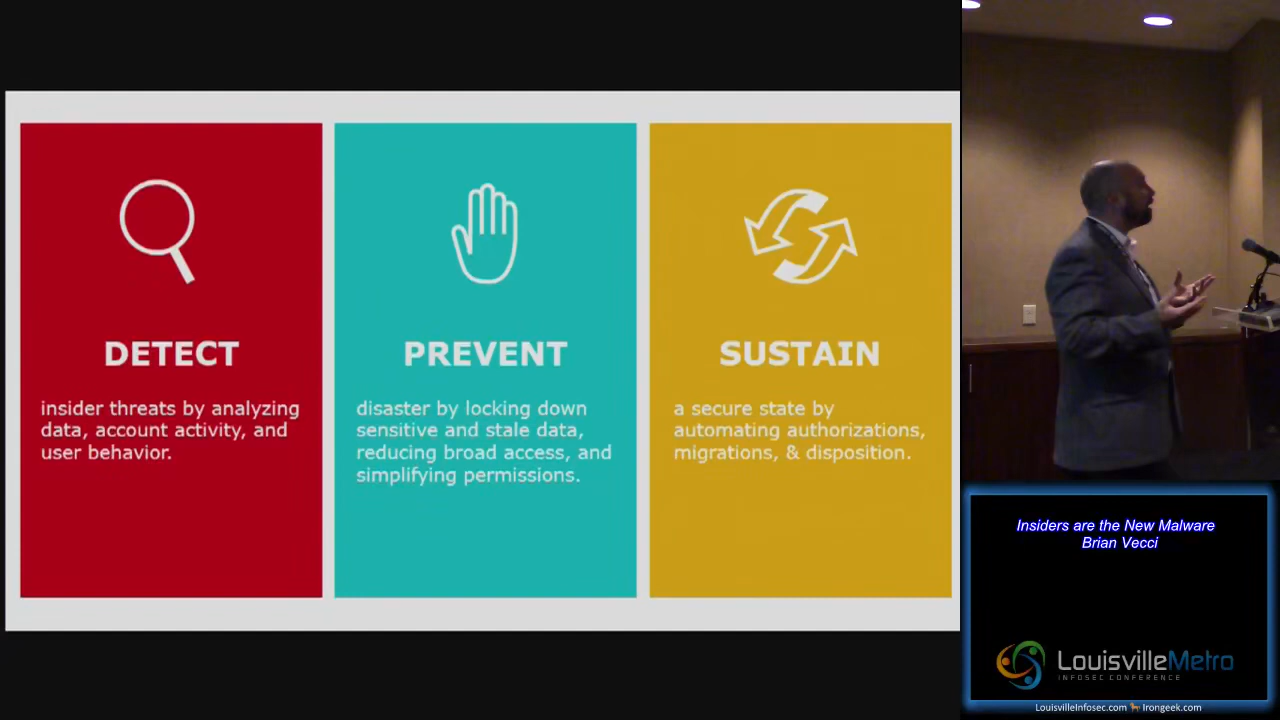 DETECT
insider threats by analyzing
data, account activity, and
user behavior.
PREVENT
disaster by locking down
sensitive and stale data,
reducing broad access, and
simplifying permissions.
SUSTAIN
a secure state by
automating authorizations,
migrations, & disposition.
Insiders are the New Malware
Brian Vecci
LouisvilleMetro
INFOSEC CONFERENCE
LouisvilleInfosec.com Irongeek.com